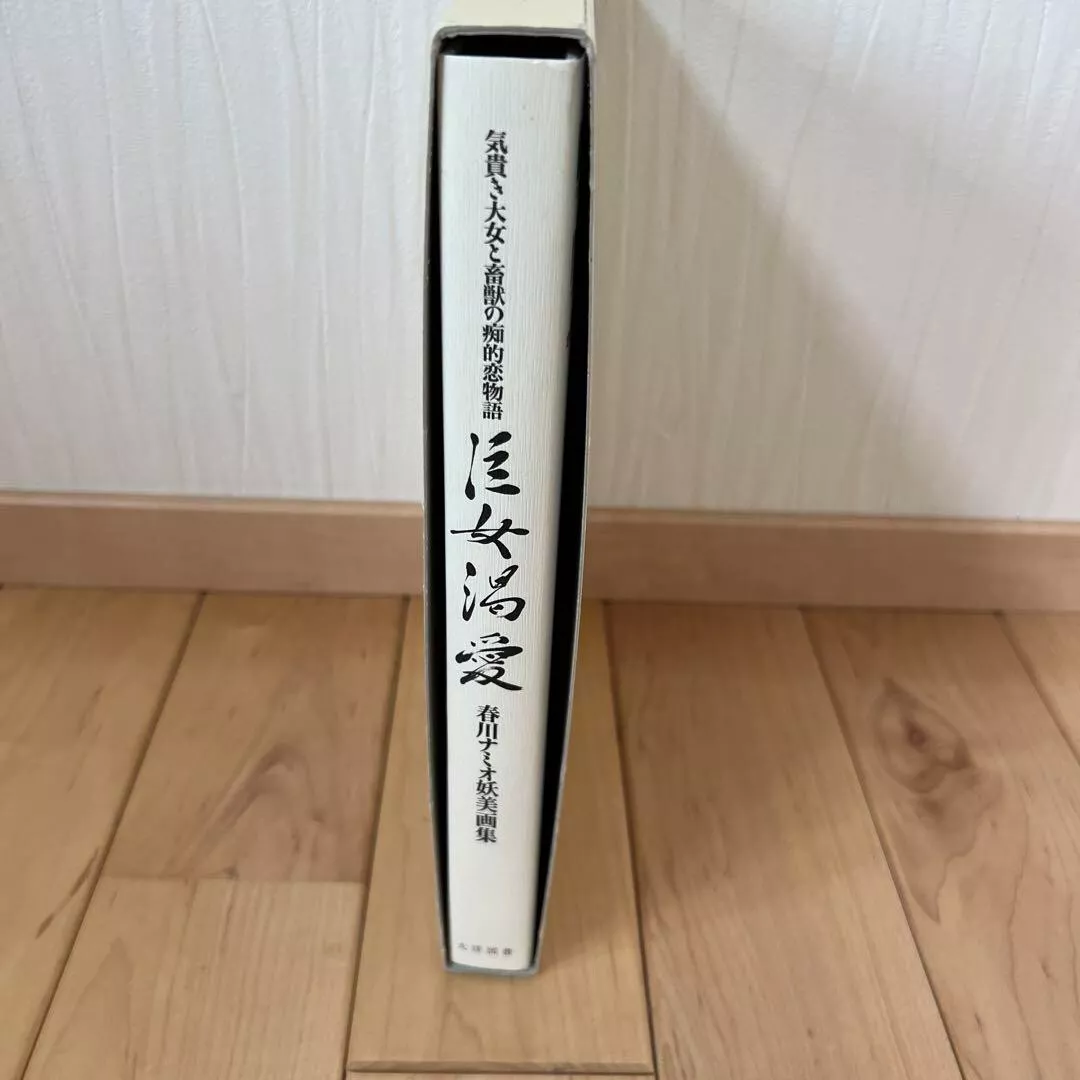 気貴き大女と畜獣の痴的恋物語
巨女渇愛
春川ナミオ妖美画集